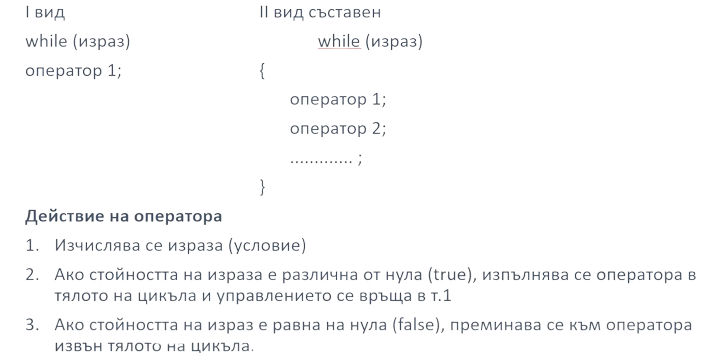 I вид
II вид съставен
while (израз)
while (израз)
оператор 1;
{
оператор 1;
оператор 2;
............. ;
}
Действие на оператора
1. Изчислява се израза (условие)
2. Ако стойността на израза е различна от нула (true), изпълнява се оператора в
тялото на цикъла и управлението се връща в т.1
3. Ако стойността на израз е равна на нула (false), преминава се към оператора
извън тялото на цикъла.